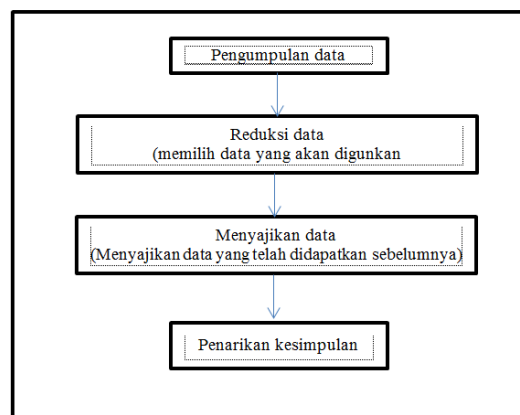 Pengumpulan data
Reduksi data
(memilih data yang akan digunkan
Menyajikan data
(Menyajikan data yang telah didapatkan sebelumnya)
Penarikan kesimpulan